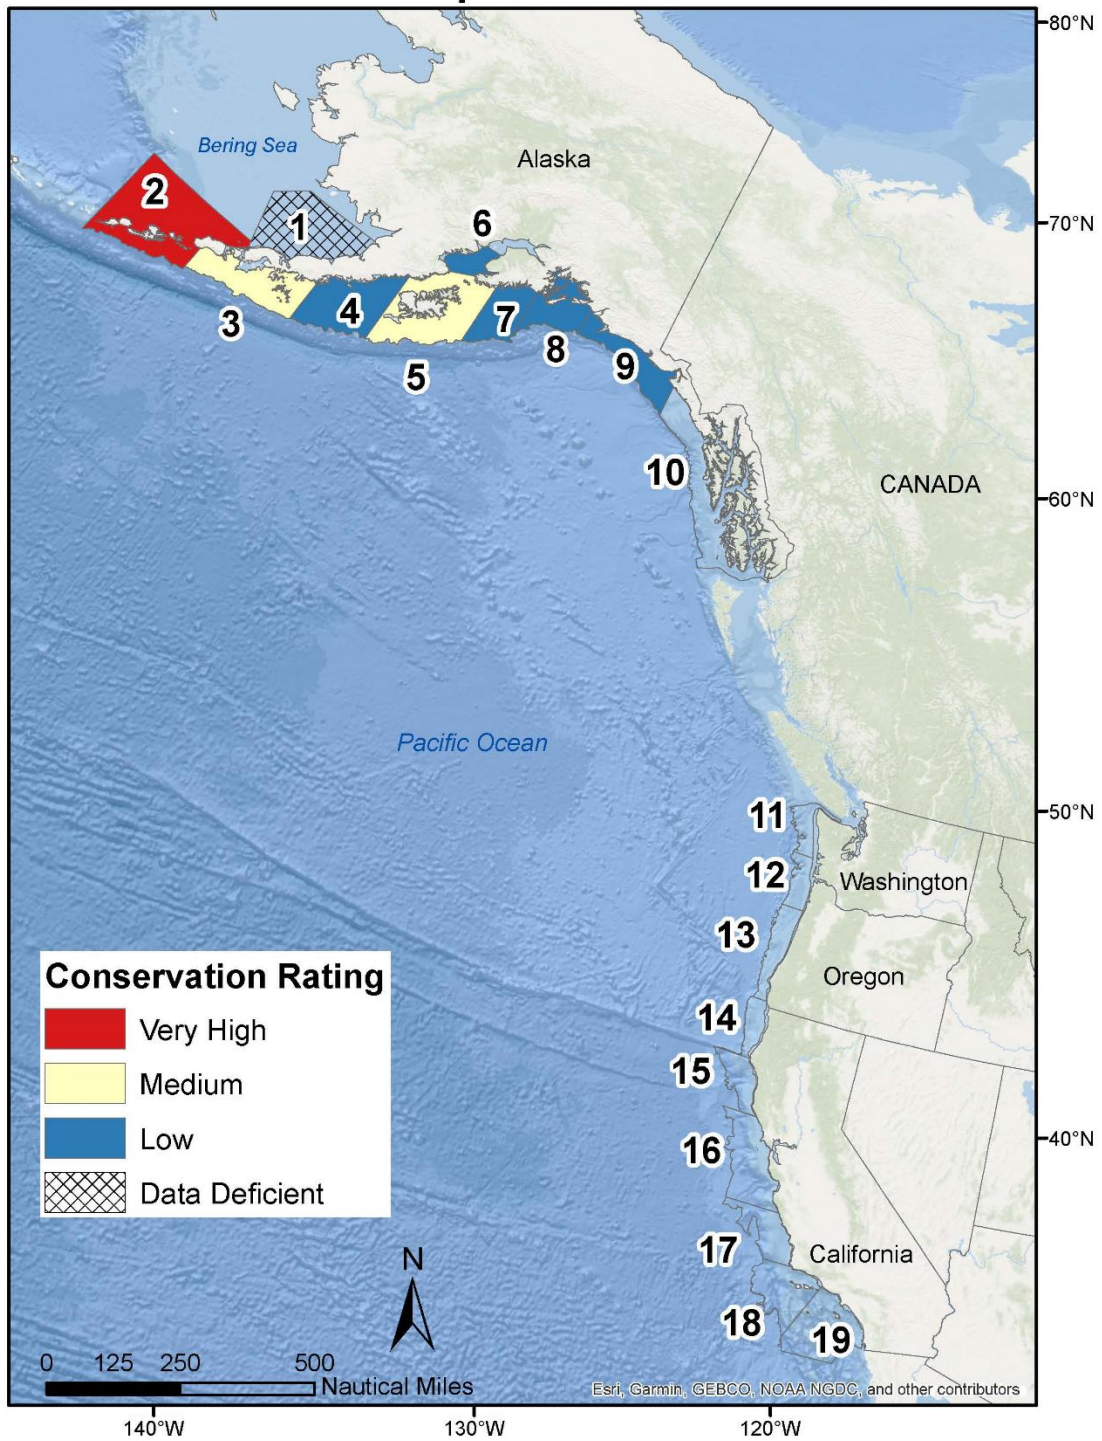 80°N
Bering Sea
Alaska
2
1
6
70°N
3
4
7
5
8
9
10
CANADA
60°N
Pacific Ocean
11
50°N
12
Washington
13
Oregon
14
15
16
40°N
17
California
18
19
Conservation Rating
Very High
Medium
Low
Data Deficient
N
0 125 250 500
Nautical Miles
Esri, Garmin, GEBCO, NOAA NGDC, and other contributors
140°W 130°W 120°W